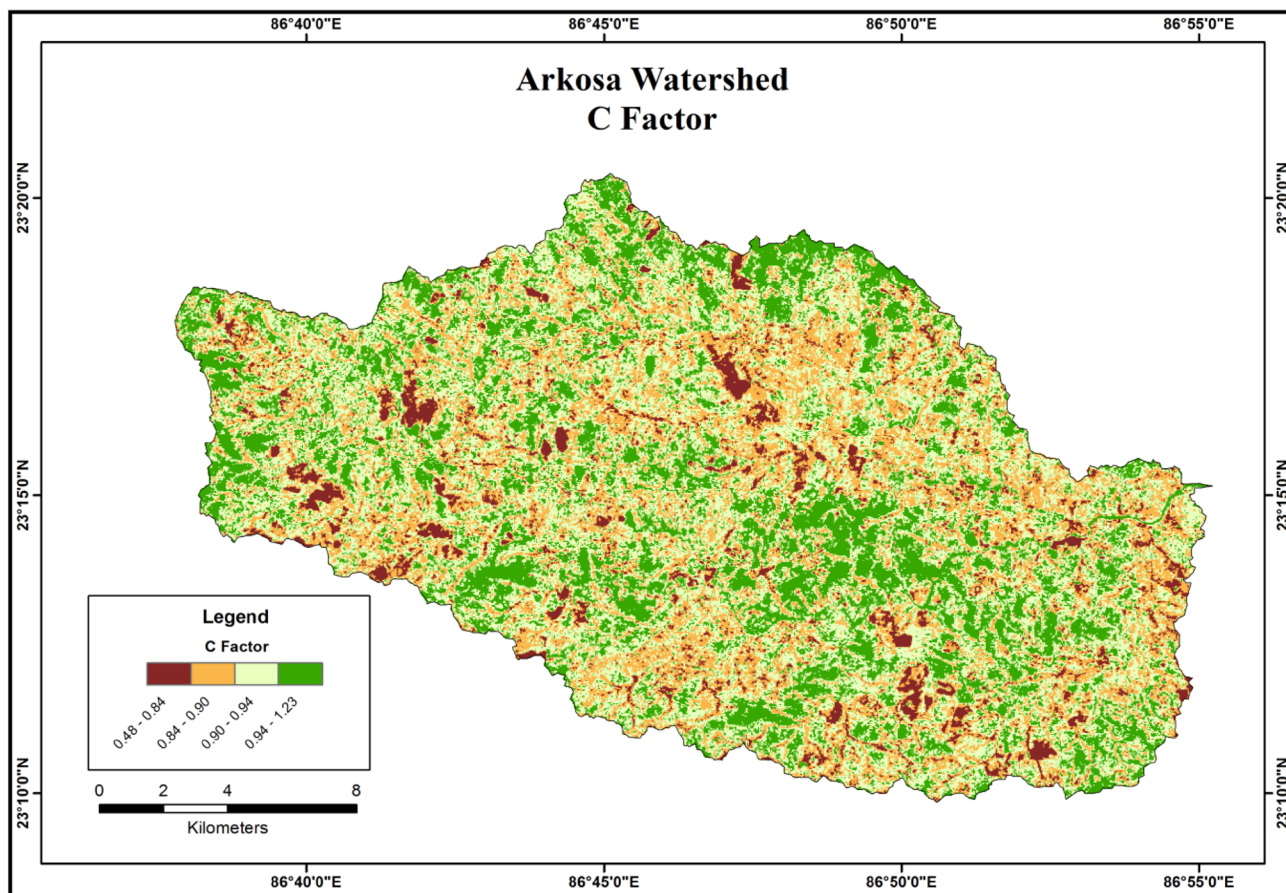 86°40'0"E 86°45'0"E 86°50'0"E 86°55'0"E
Arkosa Watershed
C Factor
23°20'0"N 23°20'0"N
23°15'0"N 23°15'0"N
Legend
C Factor
0.48 - 0.84 0.84 - 0.90 0.90 - 0.94 0.94 - 1.23
0 2 4 8
Kilometers
23°10'0"N 23°10'0"N
86°40'0"E 86°45'0"E 86°50'0"E 86°55'0"E